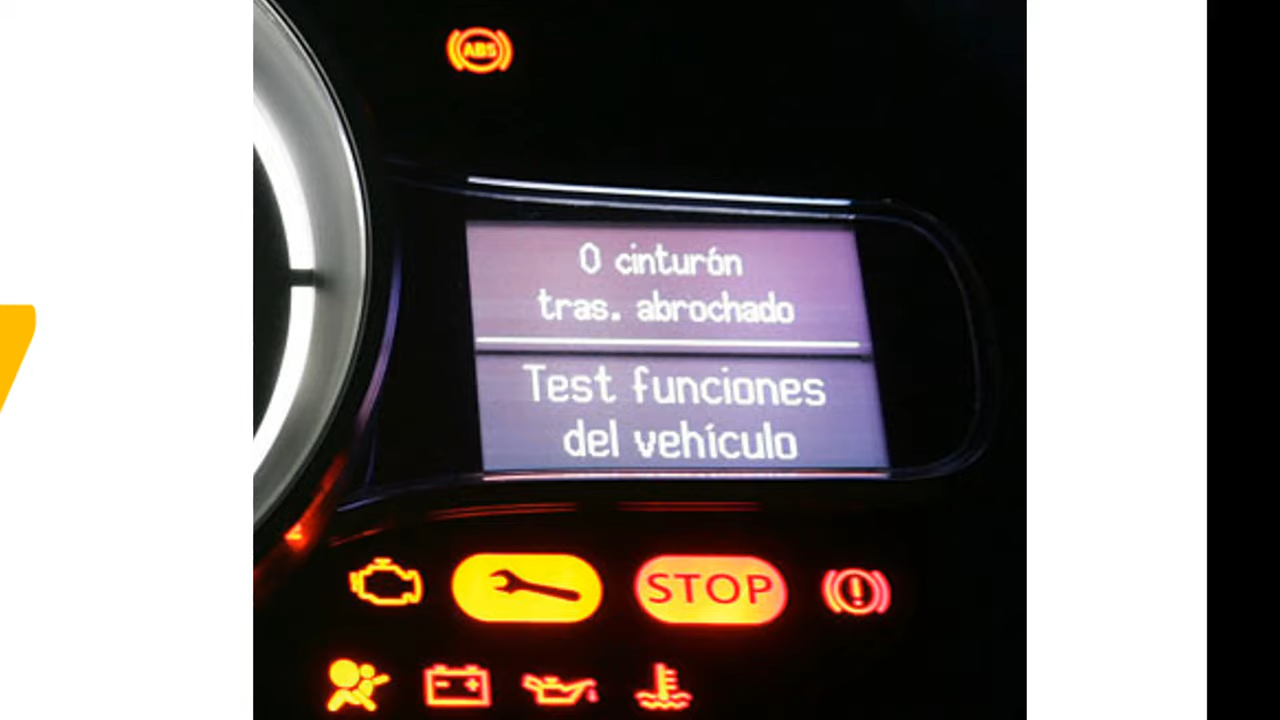 ABS
0 cinturón
tras. abrochado
Test funciones
del vehículo
STOP